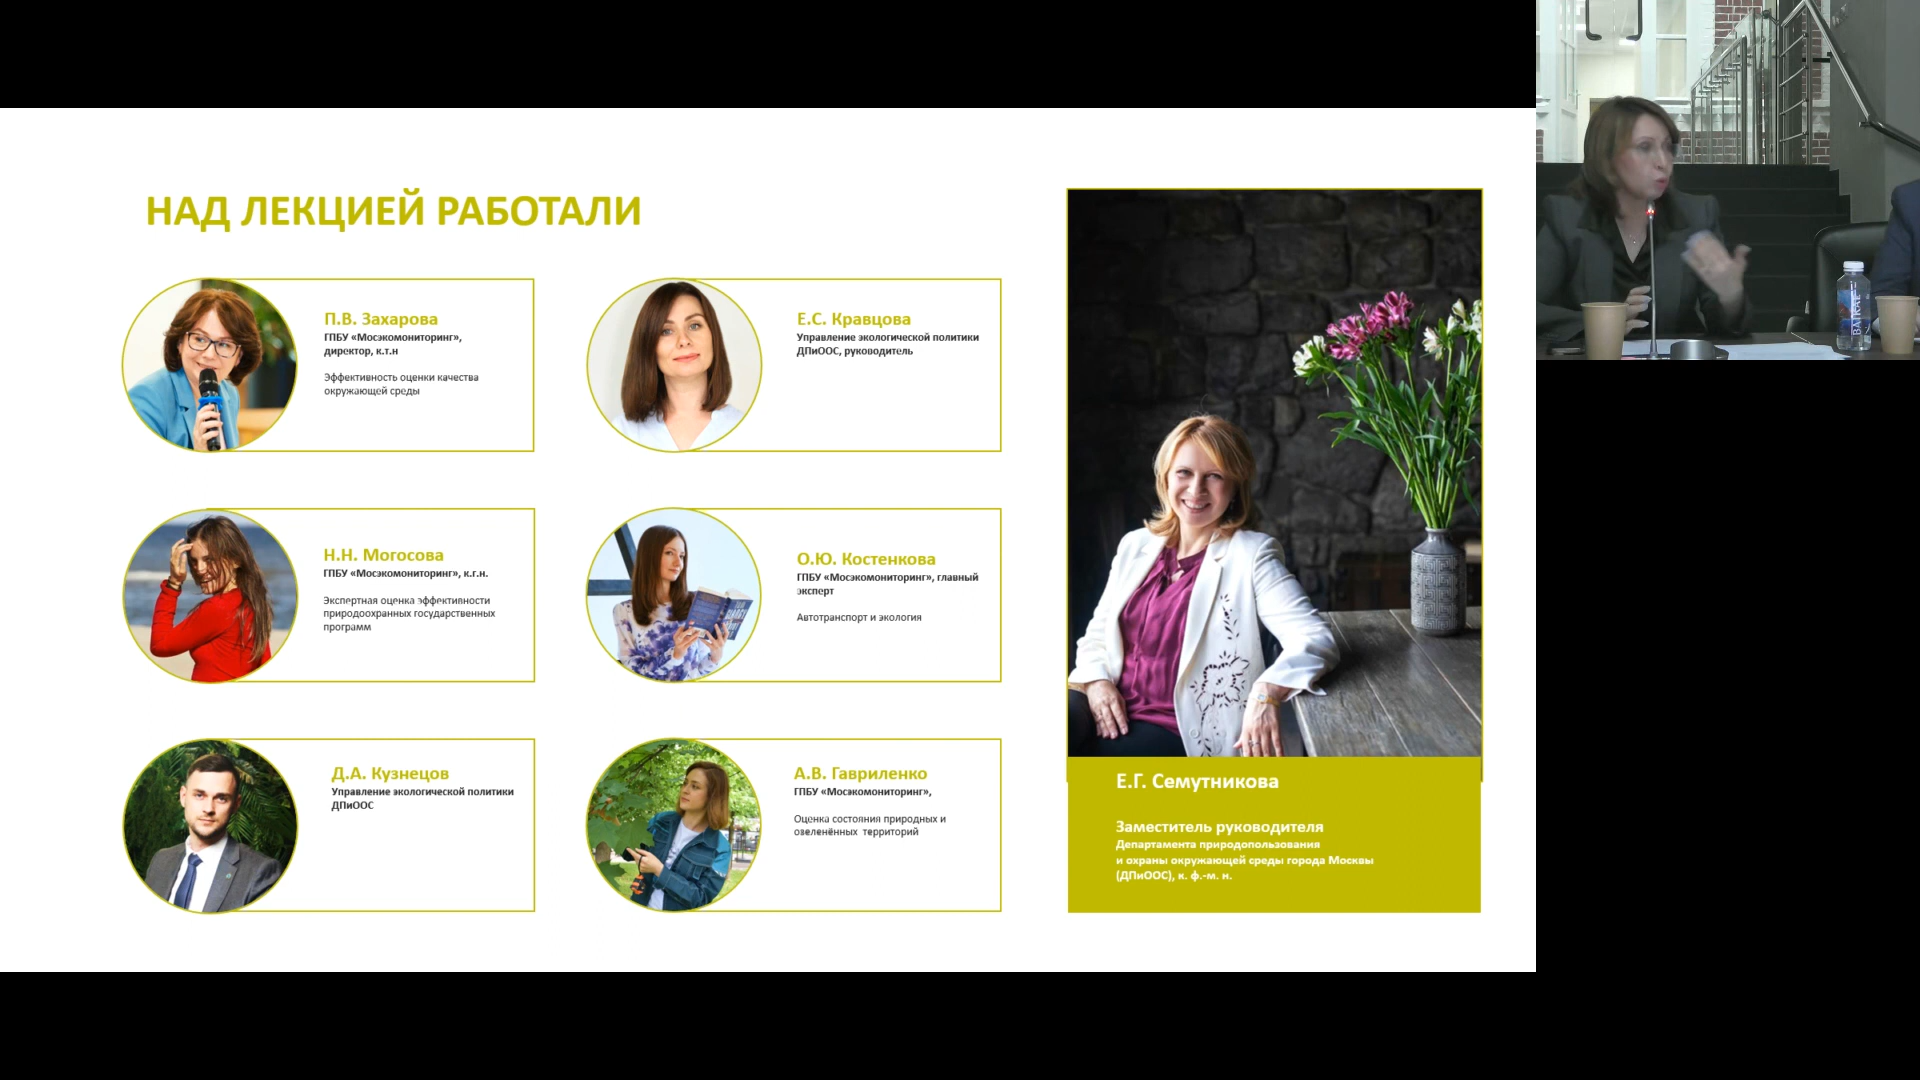 НАД ЛЕКЦИЕЙ РАБОТАЛИ
П.В. Захарова
ГПБУ «Мосэкомониторинг»,
директор, к.т.н
Эффективность оценки качества
окружающей среды
Е.С. Кравцова
Управление экологической политики
ДПиООС, руководитель
Н.Н. Могосова
ГПБУ «Мосэкомониторинг», к.г.н.
Экспертная оценка эффективности
природоохранных государственных
программ
О.Ю. Костенкова
ГПБУ «Мосэкомониторинг», главный
эксперт
Автотранспорт и экология
Д.А. Кузнецов
Управление экологической политики
ДПиООС
А.В. Гавриленко
ГПБУ «Мосэкомониторинг»,
Оценка состояния природных и
озеленённых территорий
Е.Г. Семутникова
Заместитель руководителя
Департамента природопользования
и охраны окружающей среды города Москвы
(ДПиООС), к. ф.-м. н.